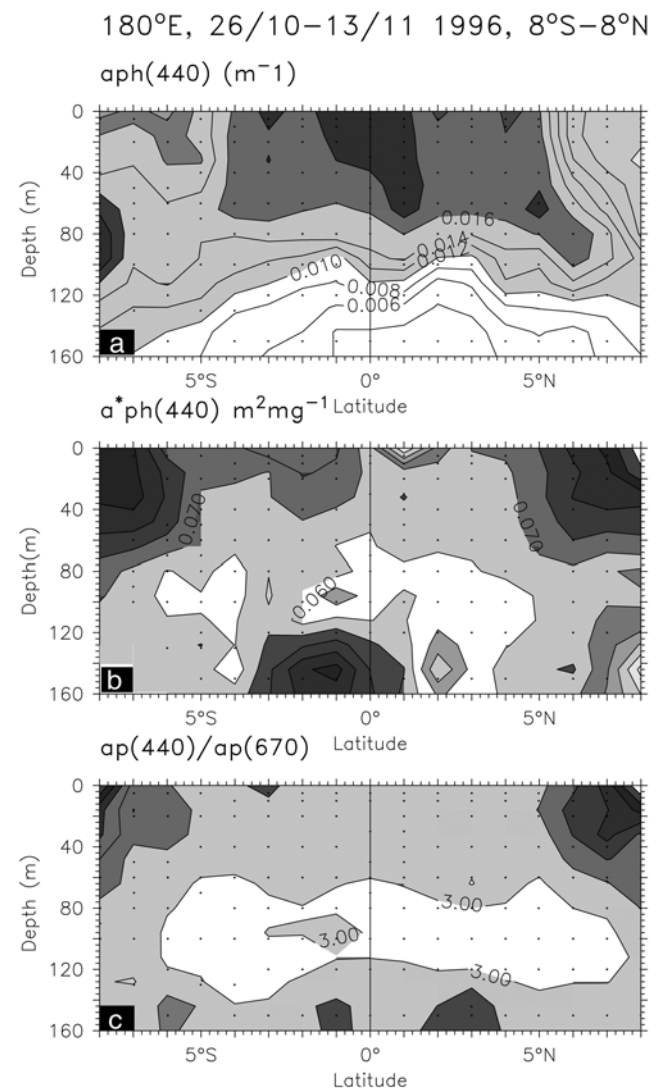 180°E, 26/10−13/11 1996, 8°S−8°N
aph(440) (m⁻1)
0
40
80
120
160
Depth (m)
0.016
0.014
0.012
0.010
0.008
0.006
a
5°S 0° 5°N
Latitude
a*ph(440) m²mg⁻¹
0
40
80
120
160
Depth(m)
0.070
0.070
0.060
b
5°S 0° 5°N
Latitude
ap(440)/ap(670)
0
40
80
120
160
Depth (m)
3.00
3.00
3.00
c
5°S 0° 5°N
Latitude